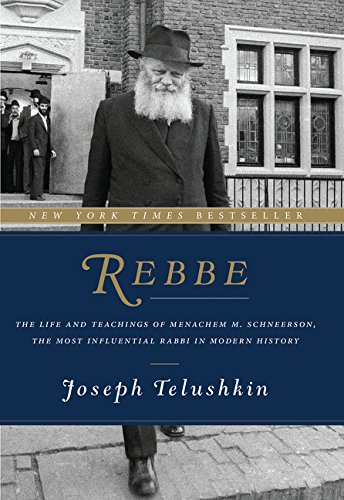 NEW YORK TIMES BESTSELLER
REBBE
THE LIFE AND TEACHINGS OF MENACHEM M. SCHNEERSON,
THE MOST INFLUENTIAL RABBI IN MODERN HISTORY
Joseph Telushkin